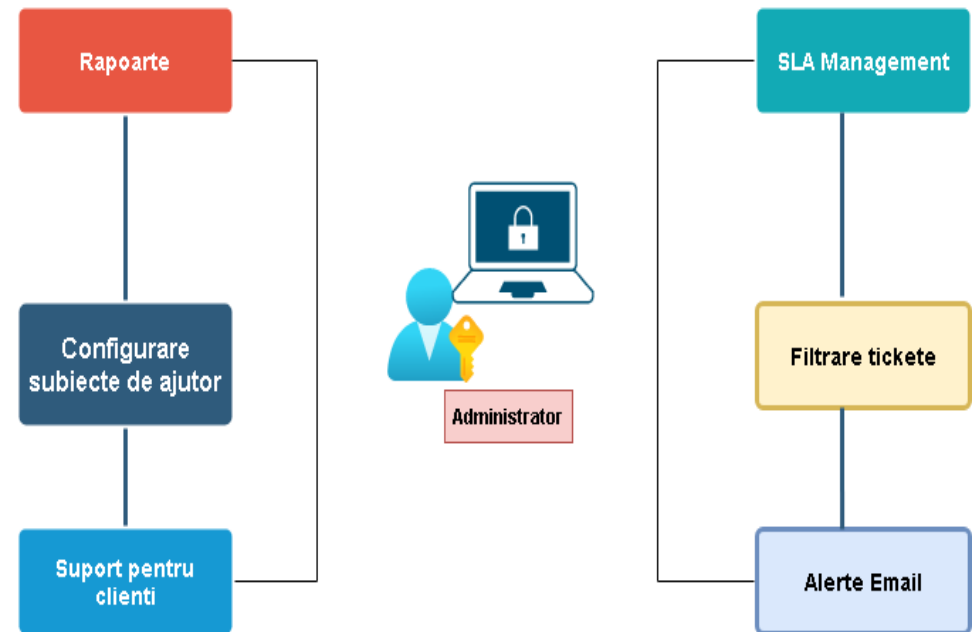 Rapoarte
SLA Management
Configurare
subiecte de ajutor
Filtrare tickete
Administrator
Suport pentru
clienti
Alerte Email